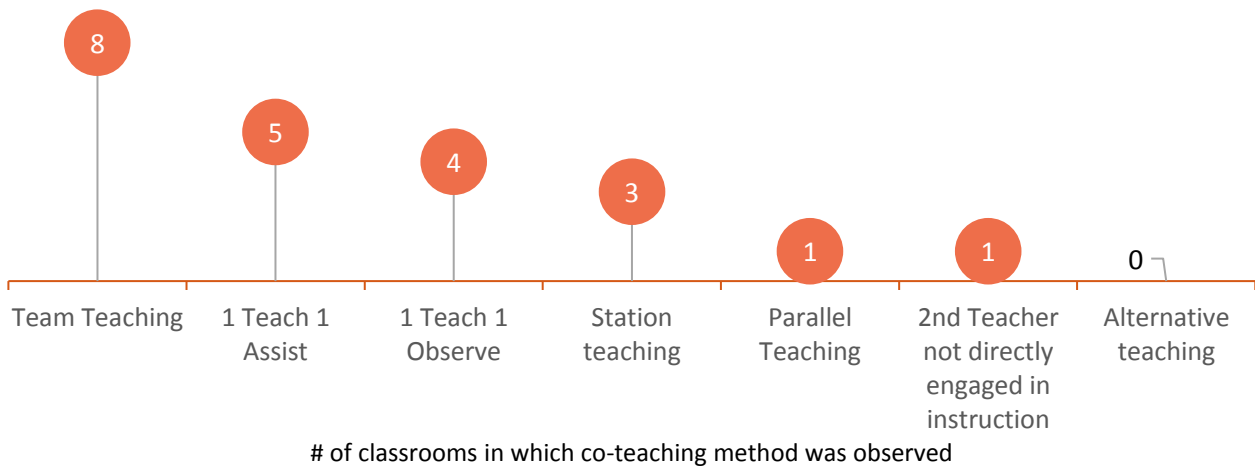 8
5
4
3
1
1
0
Team Teaching
1 Teach 1
Assist
1 Teach 1
Observe
Station
teaching
Parallel
Teaching
2nd Teacher
not directly
engaged in
instruction
Alternative
teaching
# of classrooms in which co-teaching method was observed